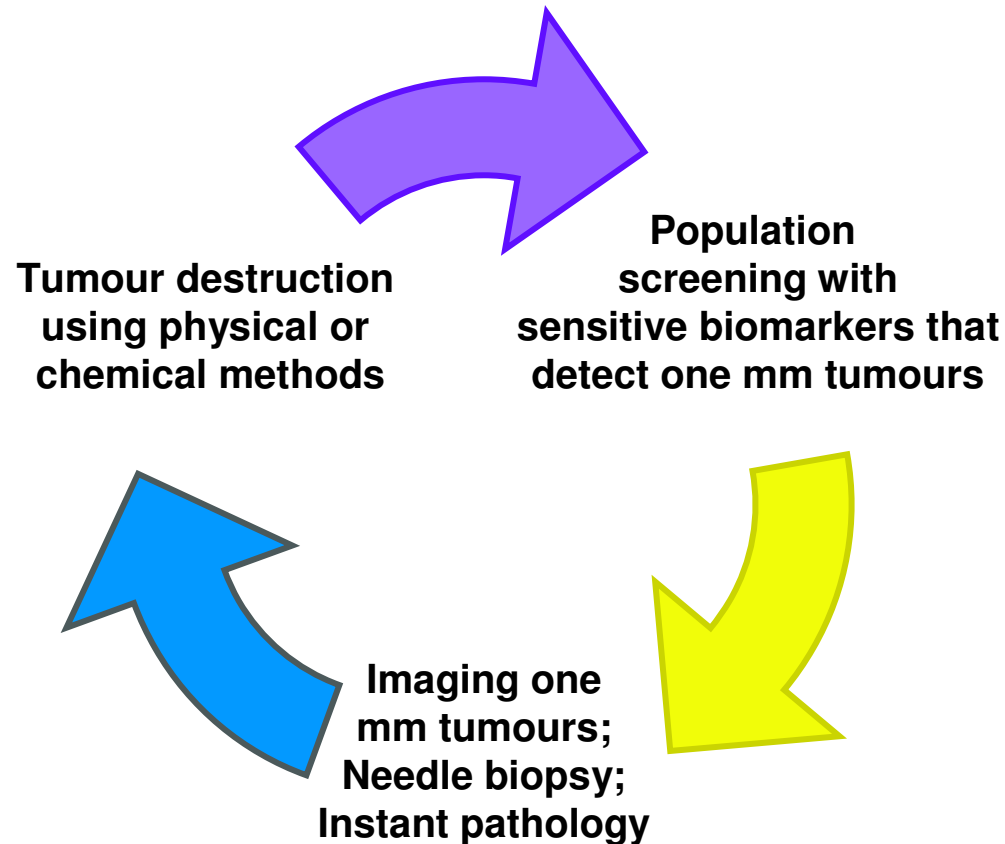 Population
screening with
sensitive biomarkers that
detect one mm tumours
Imaging one
mm tumours;
Needle biopsy;
Instant pathology
Tumour destruction
using physical or
chemical methods